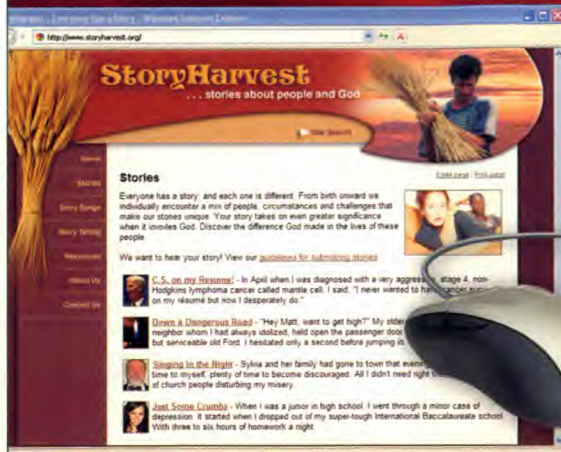 http://www.storyharvest.org/
StoryHarvest
. . . stories about people and God
Site Search
Home
Stories
Story Songs
Story Telling
Resources
About Us
Contact Us
Stories
Email page | Print page
Everyone has a story, and each one is different. From birth onward we
individually encounter a mix of people, circumstances and challenges that
make our stories unique. Your story takes on even greater significance
when it involves God. Discover the difference God made in the lives of these
people.
We want to hear your story! View our guidelines for submitting stories
C.S. on my Resume! - In April when I was diagnosed with a very aggressive, stage 4, non-
Hodgkins lymphoma cancer called mantle cell, I said, "I never wanted to have cancer
on my résumé but now I desperately do."
Down a Dangerous Road - "Hey Matt, want to get high?" My older
neighbor whom I had always idolized, held open the passenger door
but serviceable old Ford. I hesitated only a second before jumping in.
Singing in the Night - Sylvia and her family had gone to town that evening
time to myself, plenty of time to become discouraged. All I didn't need right
of church people disturbing my misery.
Just Some Crumbs - When I was a junior in high school, I went through a minor case of
depression. It started when I dropped out of my super-tough International Baccalaureate school.
With three to six hours of homework a night